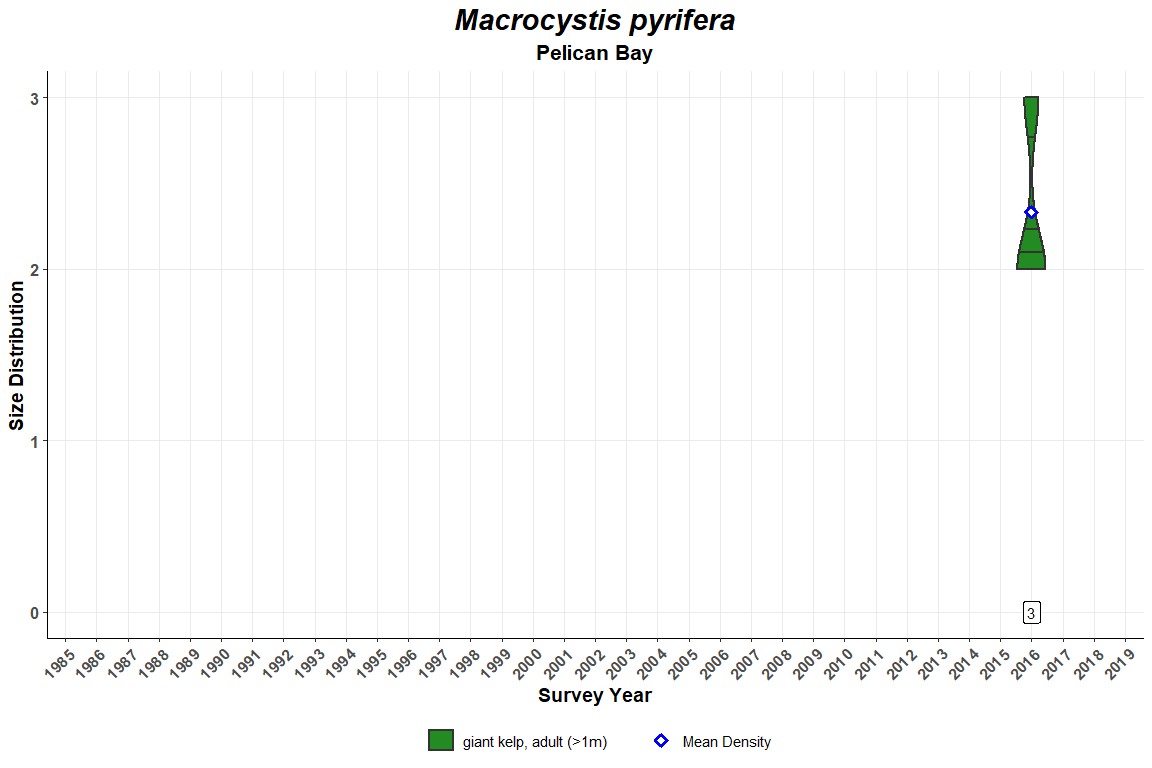 Macrocystis pyrifera
Pelican Bay
Size Distribution
3
2
1
0
3
1985 1986 1987 1988 1989 1990 1991 1992 1993 1994 1995 1996 1997 1998 1999 2000 2001 2002 2003 2004 2005 2006 2007 2008 2009 2010 2011 2012 2013 2014 2015 2016 2017 2018 2019
Survey Year
giant kelp, adult (>1m) Mean Density